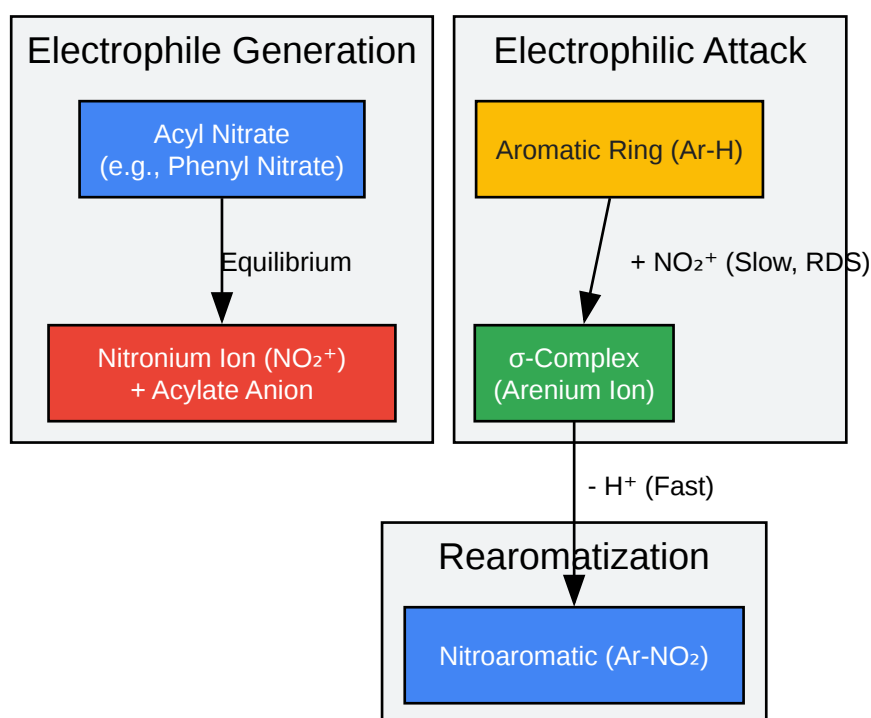 Electrophile Generation
Acyl Nitrate
(e.g., Phenyl Nitrate)
Equilibrium
Nitronium Ion (NO₂⁺)
+ Acylate Anion
Electrophilic Attack
Aromatic Ring (Ar-H)
+ NO₂⁺ (Slow, RDS)
σ-Complex
(Arenium Ion)
- H⁺ (Fast)
Rearomatization
Nitroaromatic (Ar-NO₂)